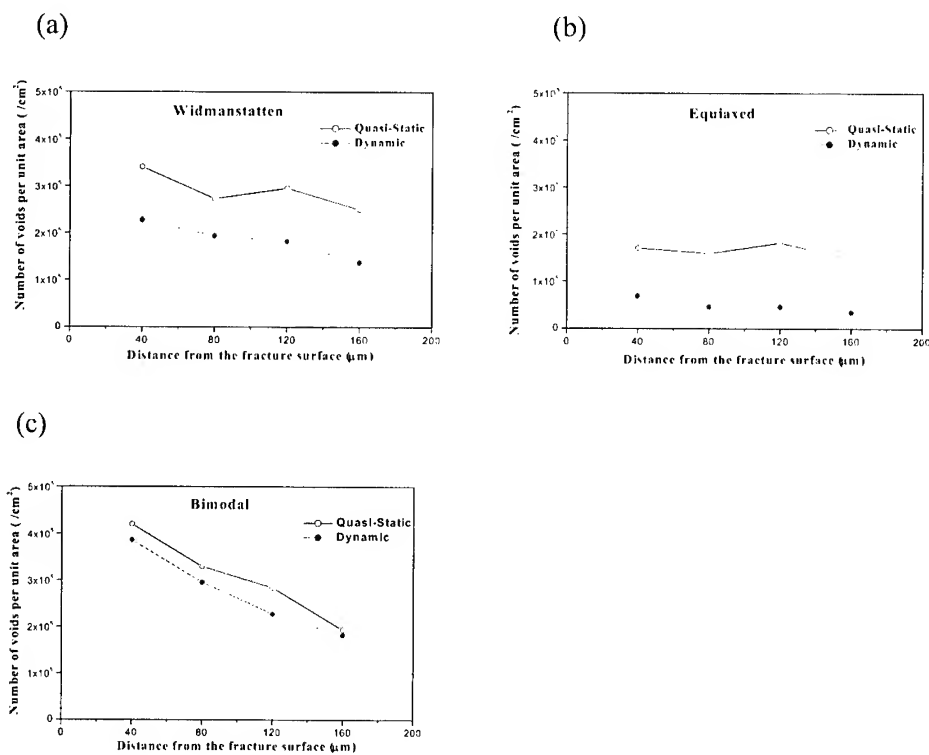 (a)
Number of voids per unit area ( /cm²)
5x10⁵
4x10⁵
3x10⁵
2x10⁵
1x10⁵
0
Widmanstatten
Quasi-Static
Dynamic
0 40 80 120 160 200
Distance from the fracture surface (μm)
(b)
Number of voids per unit area ( /cm²)
0
Equiaxed
Quasi-Static
Dynamic
0 40 80 120 160 200
Distance from the fracture surface (μm)
(c)
Number of voids per unit area ( /cm²)
5x10⁵
4x10⁵
3x10⁵
2x10⁵
1x10⁵
0
Bimodal
Quasi-Static
Dynamic
0 40 80 120 160 200
Distance from the fracture surface (μm)